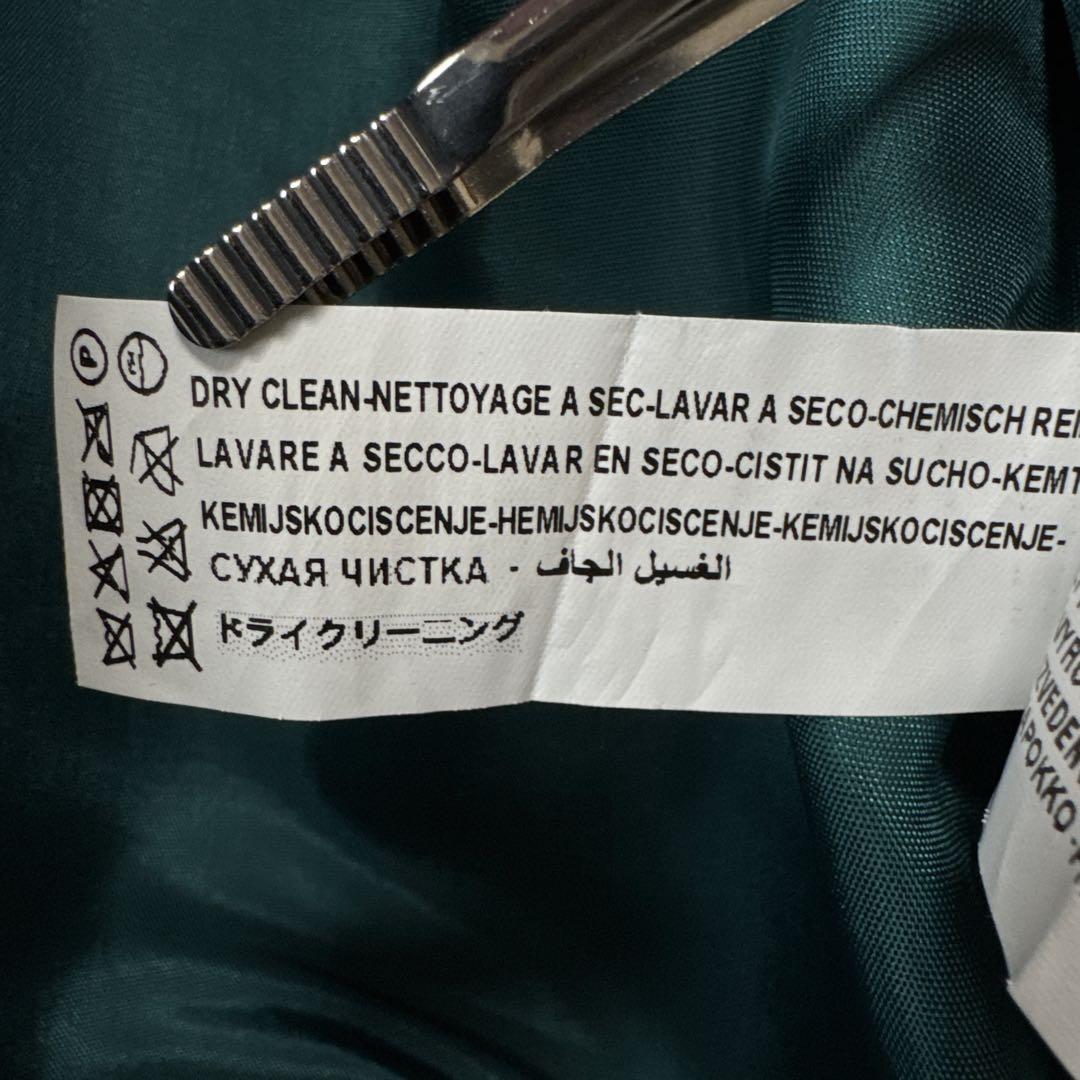 P
DRY CLEAN-NETTOYAGE A SEC-LAVAR A SECO-CHEMISCH
LAVARE A SECCO-LAVAR EN SECO-CISTIT NA SUCHO-
KEMIJSKOCISCENJE-HEMIJSKOCISCENJE-KEMIJSKOCISCENJE-
СУХАЯ ЧИСТКА - الغسيل الجاف
ドライクリーニング